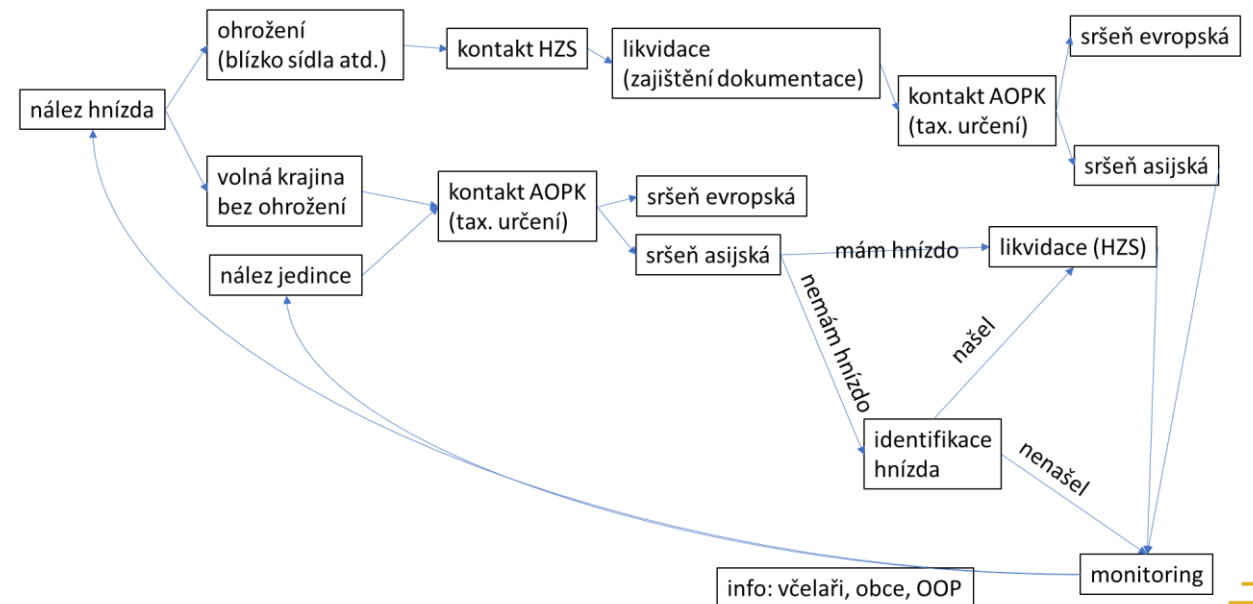 ohrožení
(blízko sídla atd.)
kontakt HZS
likvidace
(zajištění dokumentace)
sršeň evropská
nález hnízda
kontakt AOPK
(tax. určení)
sršeň asijská
volná krajina
bez ohrožení
kontakt AOPK
(tax. určení)
sršeň evropská
sršeň asijská
mám hnízdo
likvidace (HZS)
nález jedince
nemám hnízdo
našel
identifikace
hnízda
nenašel
monitoring
info: včelaři, obce, OOP